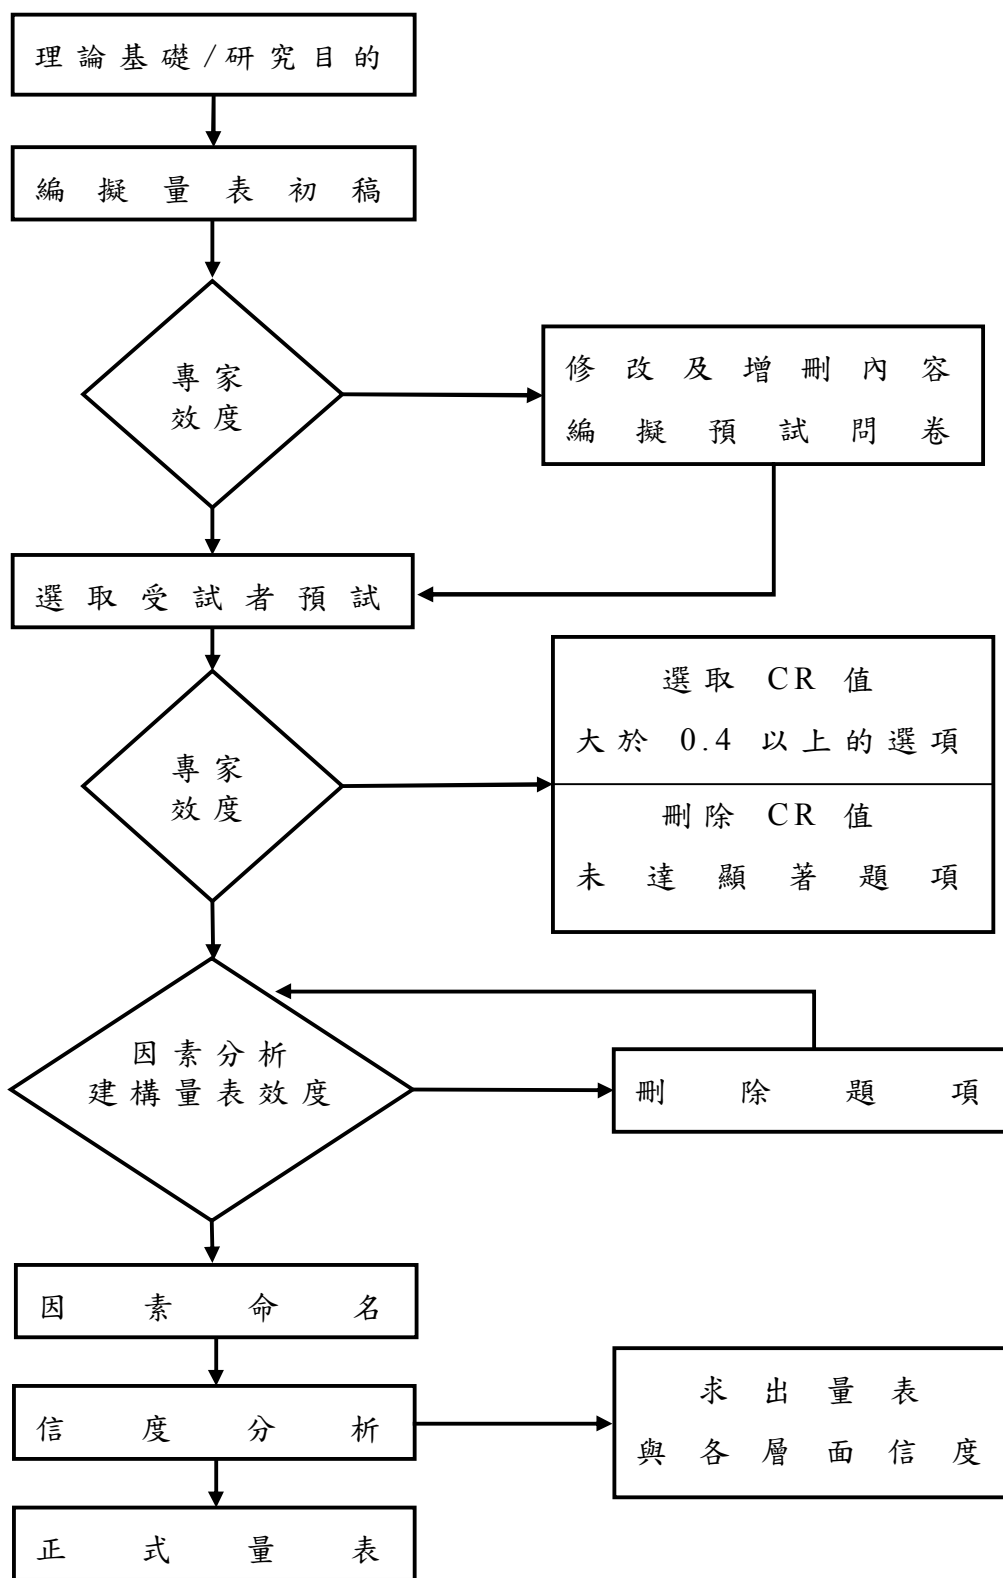 理論基礎/研究目的
編擬量表初稿
專家
效度
修改及增刪內容
編擬預試問卷
選取受試者預試
專家
效度
選取 CR 值
大於 0.4 以上的選項
刪除 CR 值
未達顯著題項
因素分析
建構量表效度
刪除題項
因素命名
信度分析
求出量表
與各層面信度
正式量表